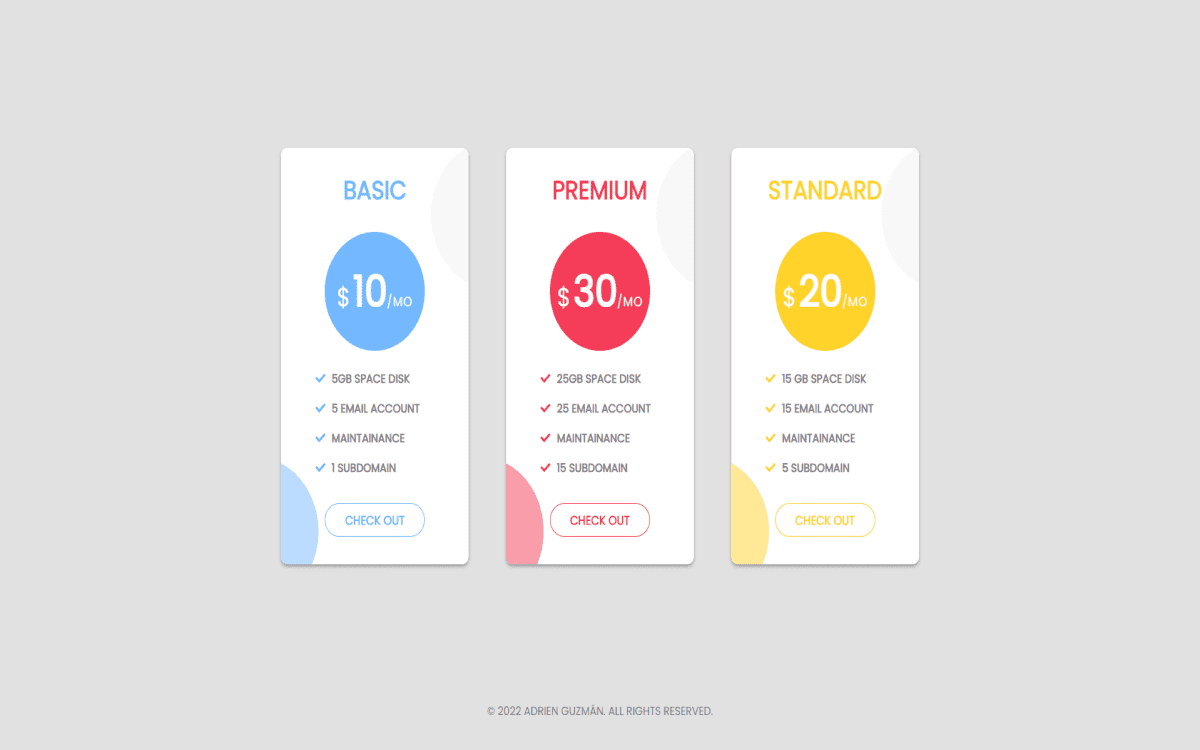 BASIC
$10/MO
5GB SPACE DISK
5 EMAIL ACCOUNT
MAINTAINANCE
1 SUBDOMAIN
CHECK OUT
PREMIUM
$30/MO
25GB SPACE DISK
25 EMAIL ACCOUNT
MAINTAINANCE
15 SUBDOMAIN
CHECK OUT
STANDARD
$20/MO
15 GB SPACE DISK
15 EMAIL ACCOUNT
MAINTAINANCE
5 SUBDOMAIN
CHECK OUT
© 2022 ADRIEN GUZMÁN. ALL RIGHTS RESERVED.